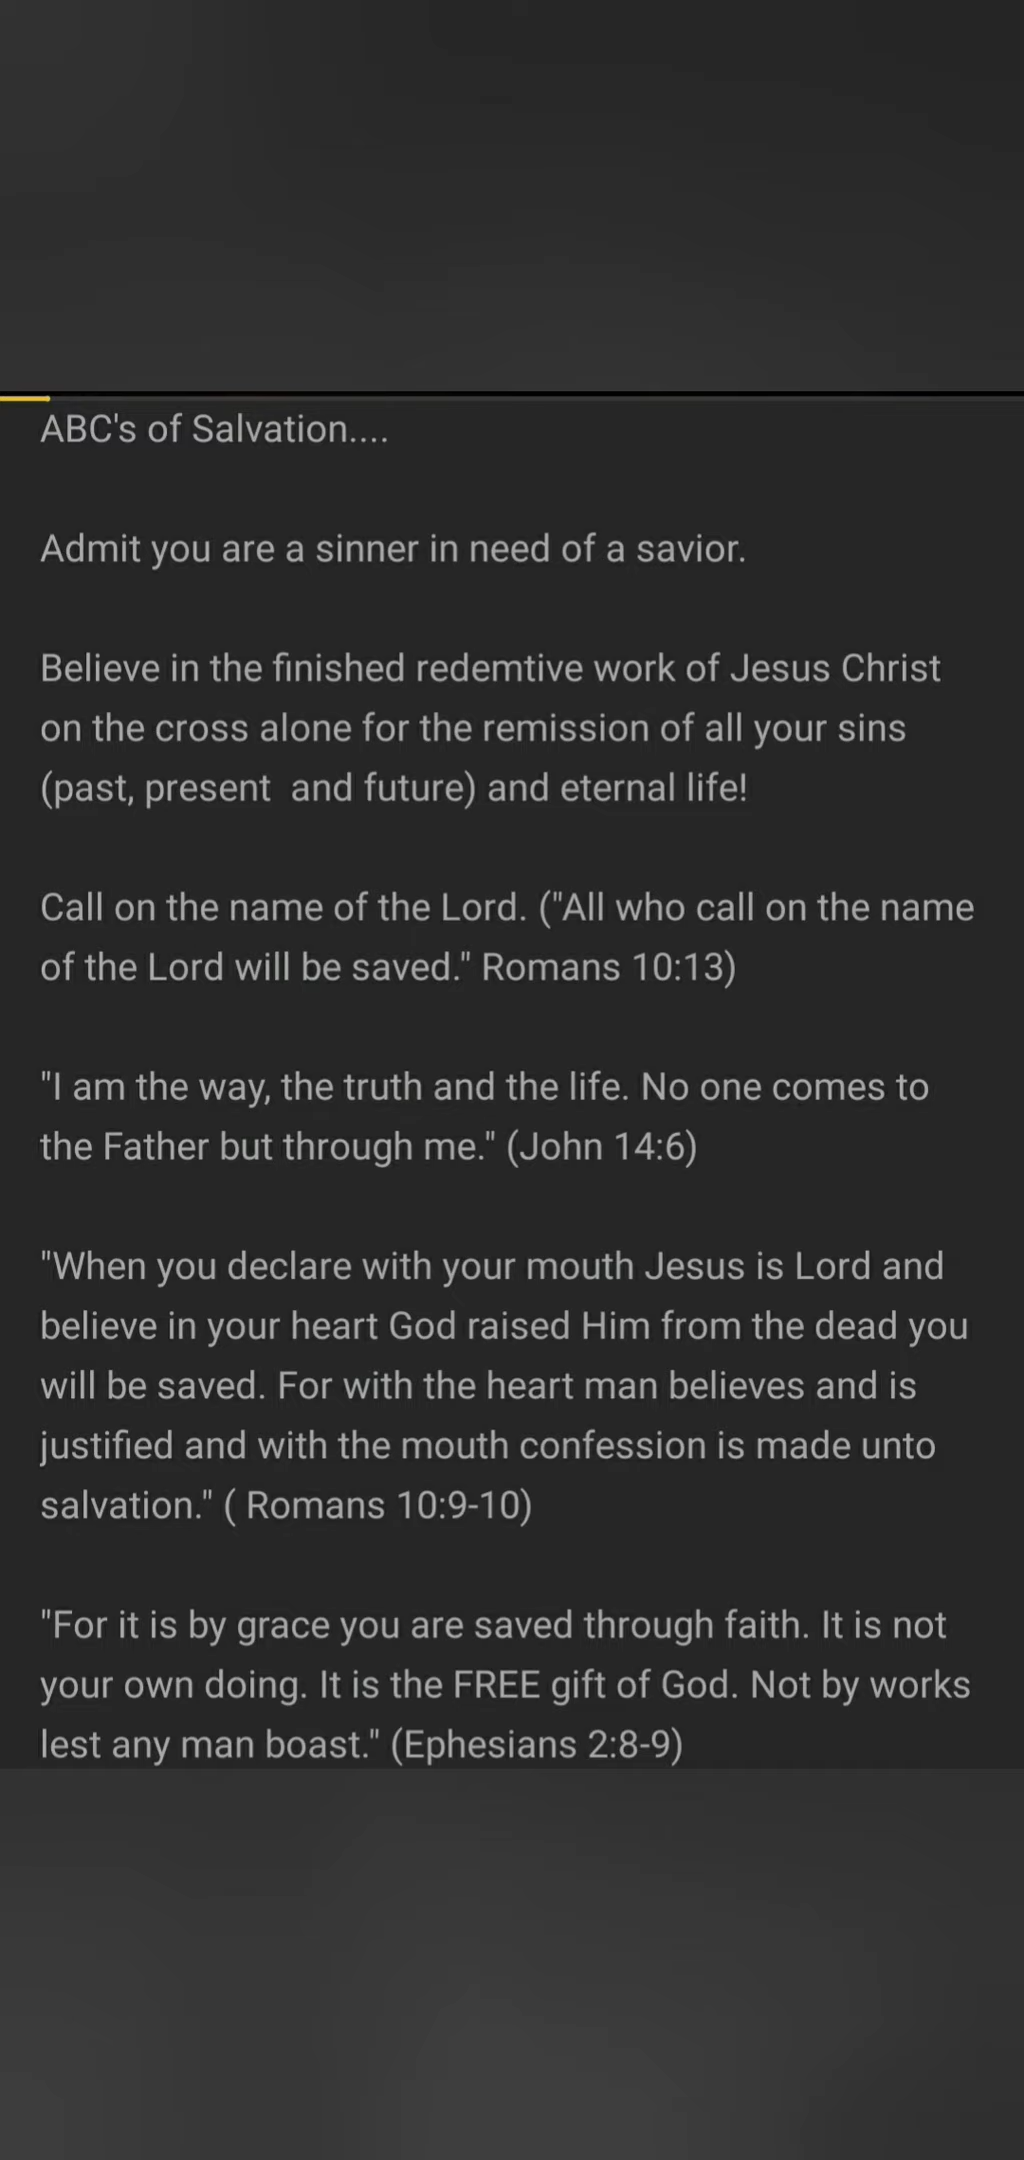 ABC's of Salvation....
Admit you are a sinner in need of a savior.
Believe in the finished redemtive work of Jesus Christ
on the cross alone for the remission of all your sins
(past, present  and future) and eternal life!
Call on the name of the Lord. ("All who call on the name
of the Lord will be saved." Romans 10:13)
"I am the way, the truth and the life. No one comes to
the Father but through me." (John 14:6)
"When you declare with your mouth Jesus is Lord and
believe in your heart God raised Him from the dead you
will be saved. For with the heart man believes and is
justified and with the mouth confession is made unto
salvation." ( Romans 10:9-10)
"For it is by grace you are saved through faith. It is not
your own doing. It is the FREE gift of God. Not by works
lest any man boast." (Ephesians 2:8-9)